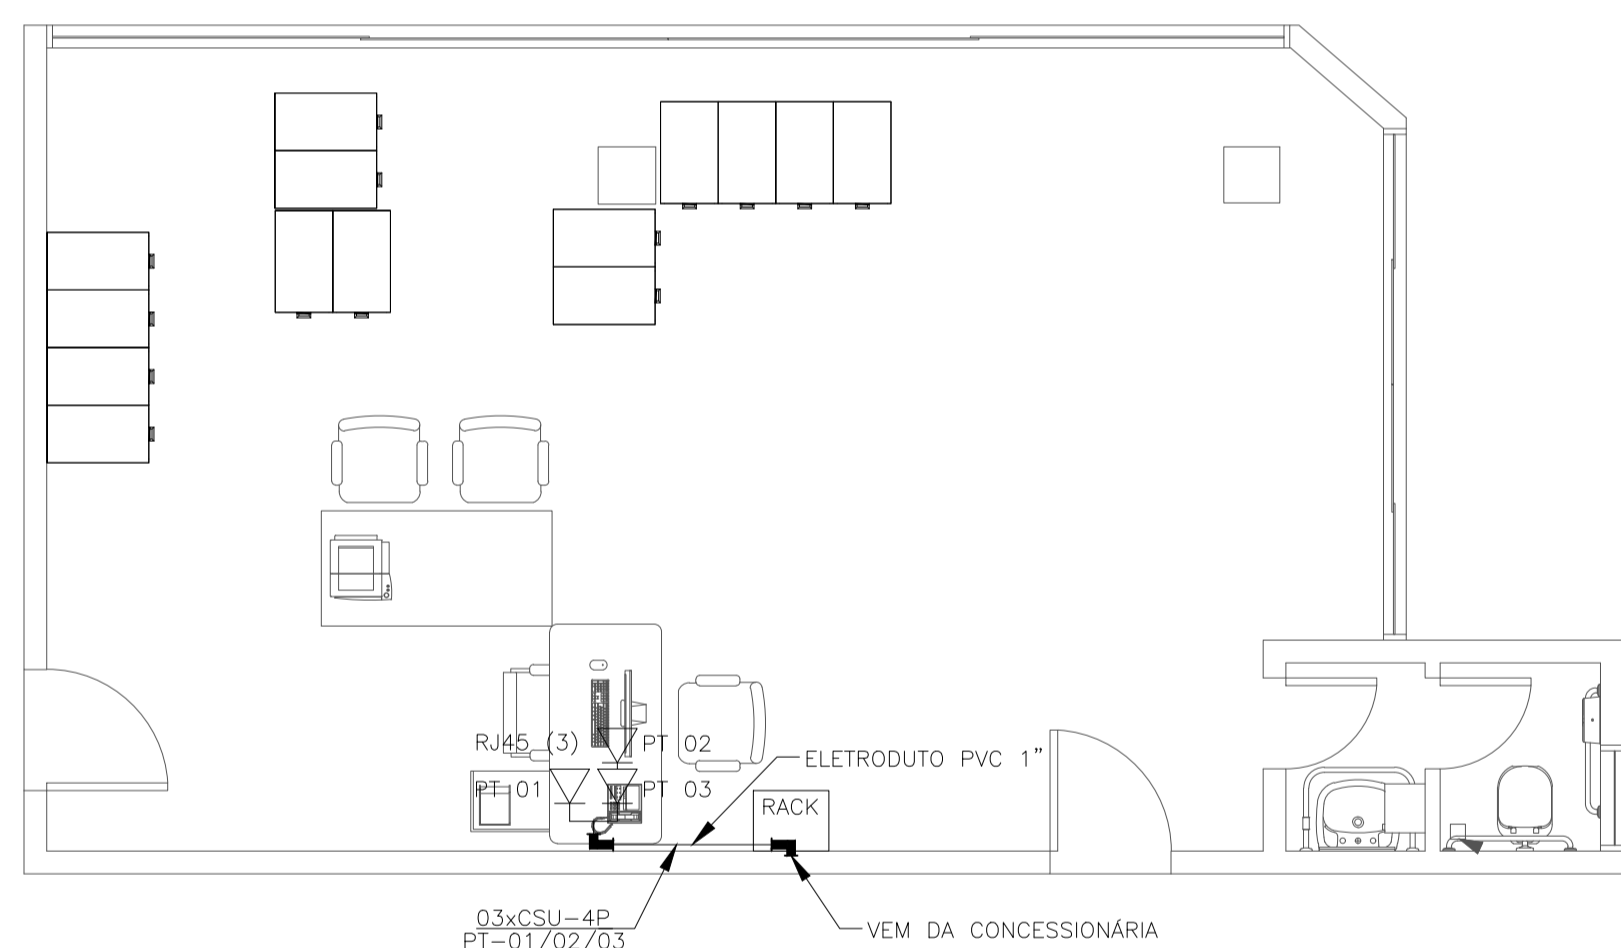 RJ45 (3)
PT 02
ELETRODUTO PVC 1”
PT 01
PT 03
RACK
03xCSU-4P
PT-01/02/03
VEM DA CONCESSIONÁRIA